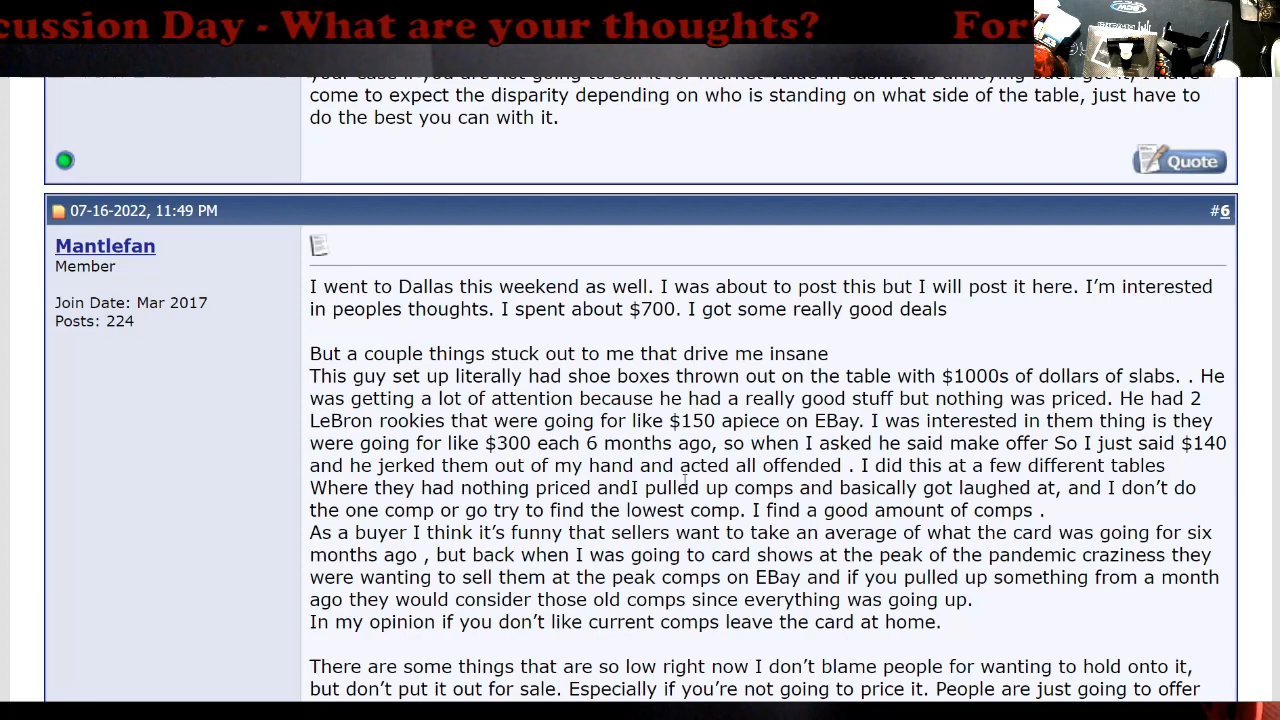 cussion Day - What are your thoughts? For
come to expect the disparity depending on who is standing on what side of the table, just have to
do the best you can with it.
Quote
07-16-2022, 11:49 PM #6
Mantlefan
Member
Join Date: Mar 2017
Posts: 224
I went to Dallas this weekend as well. I was about to post this but I will post it here. I’m interested
in peoples thoughts. I spent about $700. I got some really good deals
But a couple things stuck out to me that drive me insane
This guy set up literally had shoe boxes thrown out on the table with $1000s of dollars of slabs. . He
was getting a lot of attention because he had a really good stuff but nothing was priced. He had 2
LeBron rookies that were going for like $150 apiece on EBay. I was interested in them thing is they
were going for like $300 each 6 months ago, so when I asked he said make offer So I just said $140
and he jerked them out of my hand and acted all offended . I did this at a few different tables
Where they had nothing priced andI pulled up comps and basically got laughed at, and I don’t do
the one comp or go try to find the lowest comp. I find a good amount of comps .
As a buyer I think it’s funny that sellers want to take an average of what the card was going for six
months ago , but back when I was going to card shows at the peak of the pandemic craziness they
were wanting to sell them at the peak comps on EBay and if you pulled up something from a month
ago they would consider those old comps since everything was going up.
In my opinion if you don’t like current comps leave the card at home.
There are some things that are so low right now I don’t blame people for wanting to hold onto it,
but don’t put it out for sale. Especially if you’re not going to price it. People are just going to offer